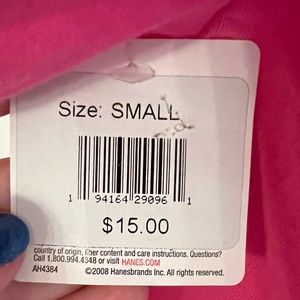 Size: SMALL
1 94164 29096 1
$15.00
country of origin, fiber content and care instructions. Questions?
Call 1.800.994.4348 or visit HANES.COM
©2008 Hanesbrands Inc. All rights reserved.
AH4384